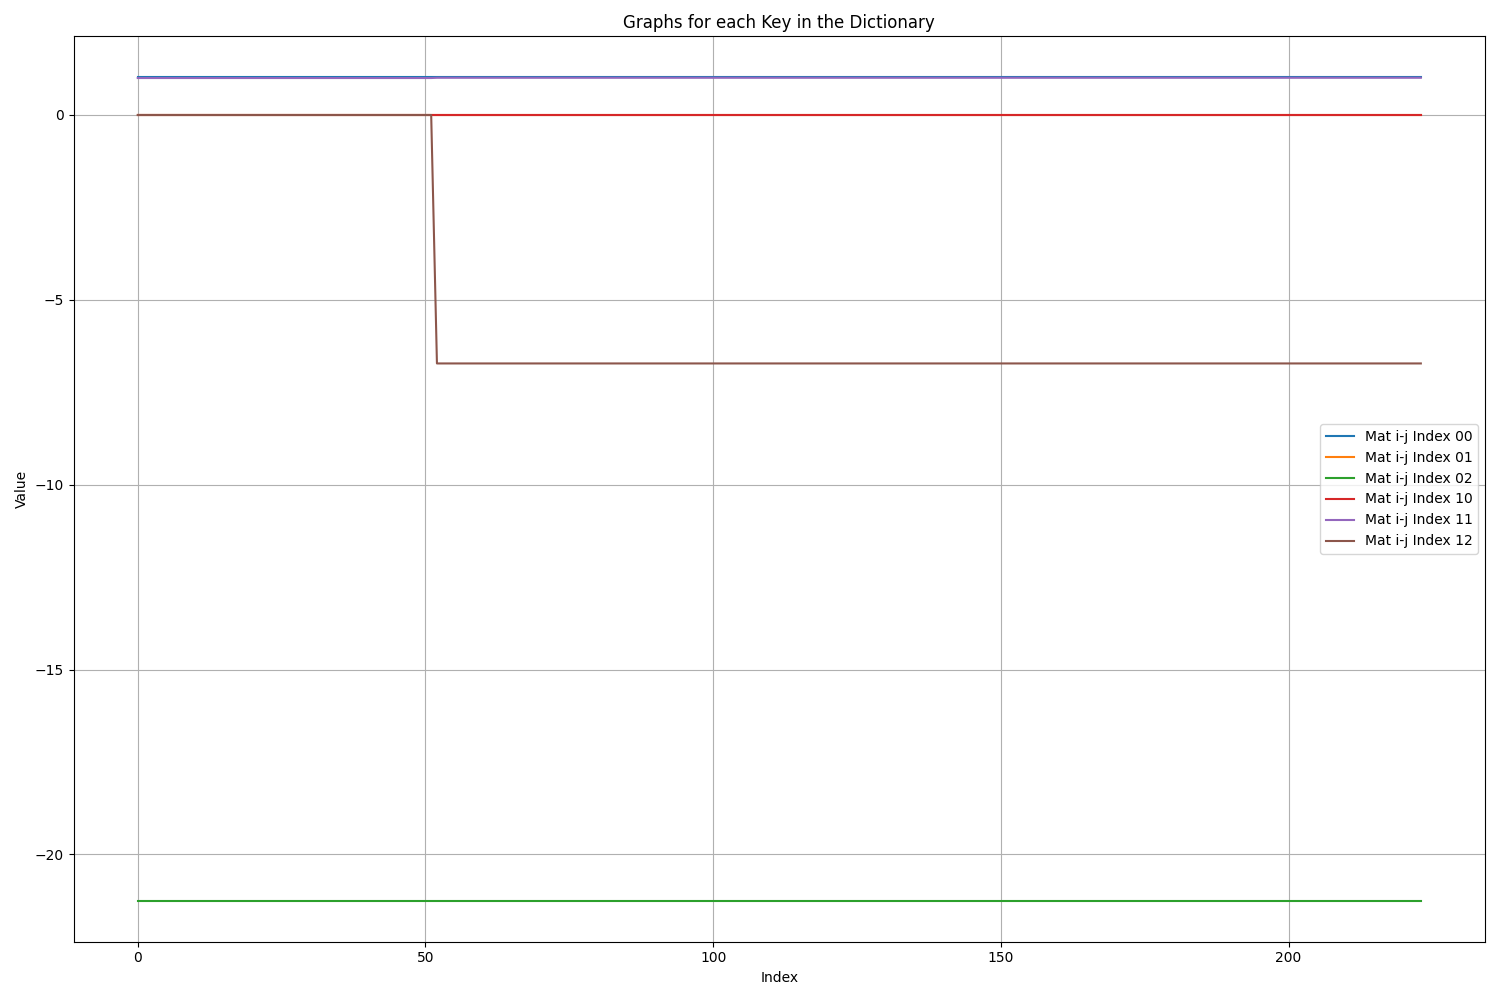 Graphs for each Key in the Dictionary
0
−5
−10
−15
−20
Value
Mat i-j Index 00
Mat i-j Index 01
Mat i-j Index 02
Mat i-j Index 10
Mat i-j Index 11
Mat i-j Index 12
0
50
100
150
200
Index